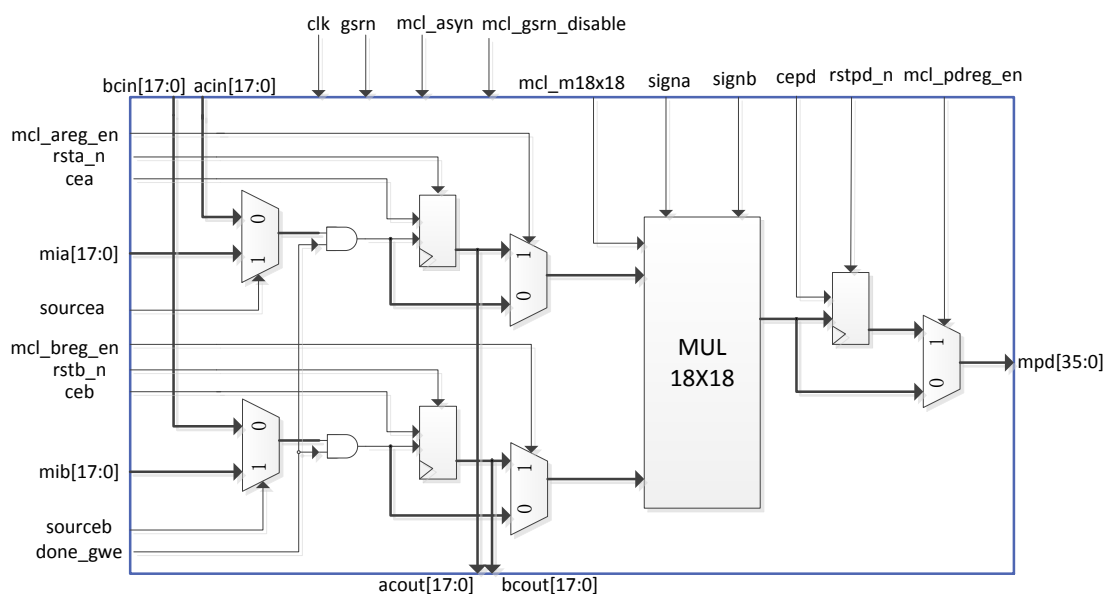 clk gsrn mcl_asyn mcl_gsrn_disable
bcin[17:0] acin[17:0] mcl_m18x18 signa signb cepd rstpd_n mcl_pdreg_en
mcl_areg_en
rsta_n
cea
0
mia[17:0]
1
1
sourcea
0
mcl_breg_en
rstb_n
ceb
MUL
18X18
1
mpd[35:0]
0
0
mib[17:0]
1
1
0
sourceb
done_gwe
acout[17:0] bcout[17:0]